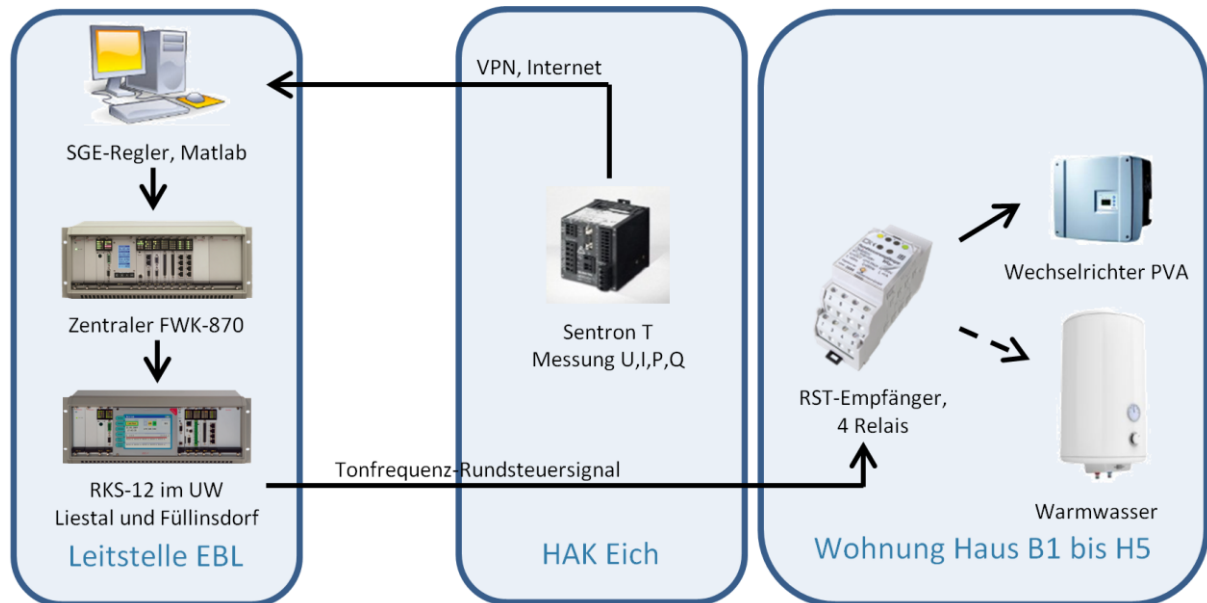 VPN, Internet
SGE-Regler, Matlab
Zentraler FWK-870
RKS-12 im UW
Liestal und Füllinsdorf
Leitstelle EBL
Sentron T
Messung U,I,P,Q
Tonfrequenz-Rundsteuersignal
HAK Eich
Wechselrichter PVA
RST-Empfänger,
4 Relais
Warmwasser
Wohnung Haus B1 bis H5